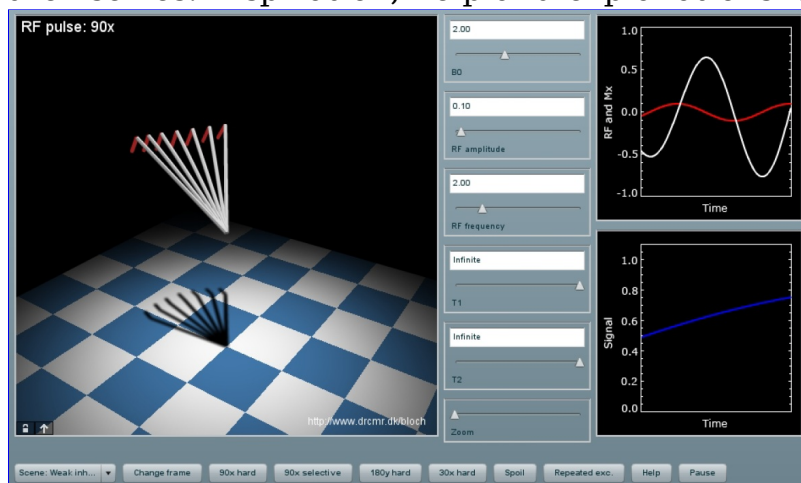 RF pulse: 90x
http://www.drcmr.dk/bloch
2.00
B0
0.10
RF amplitude
2.00
RF frequency
Infinite
T1
Infinite
T2
Zoom
1.0
0.5
0.0
-0.5
-1.0
RF and Mx
Time
1.0
0.8
0.6
0.4
0.2
0.0
Signal
Time
Scene: Weak inh...
Change frame
90x hard
90x selective
180y hard
30x hard
Spoil
Repeated exc.
Help
Pause